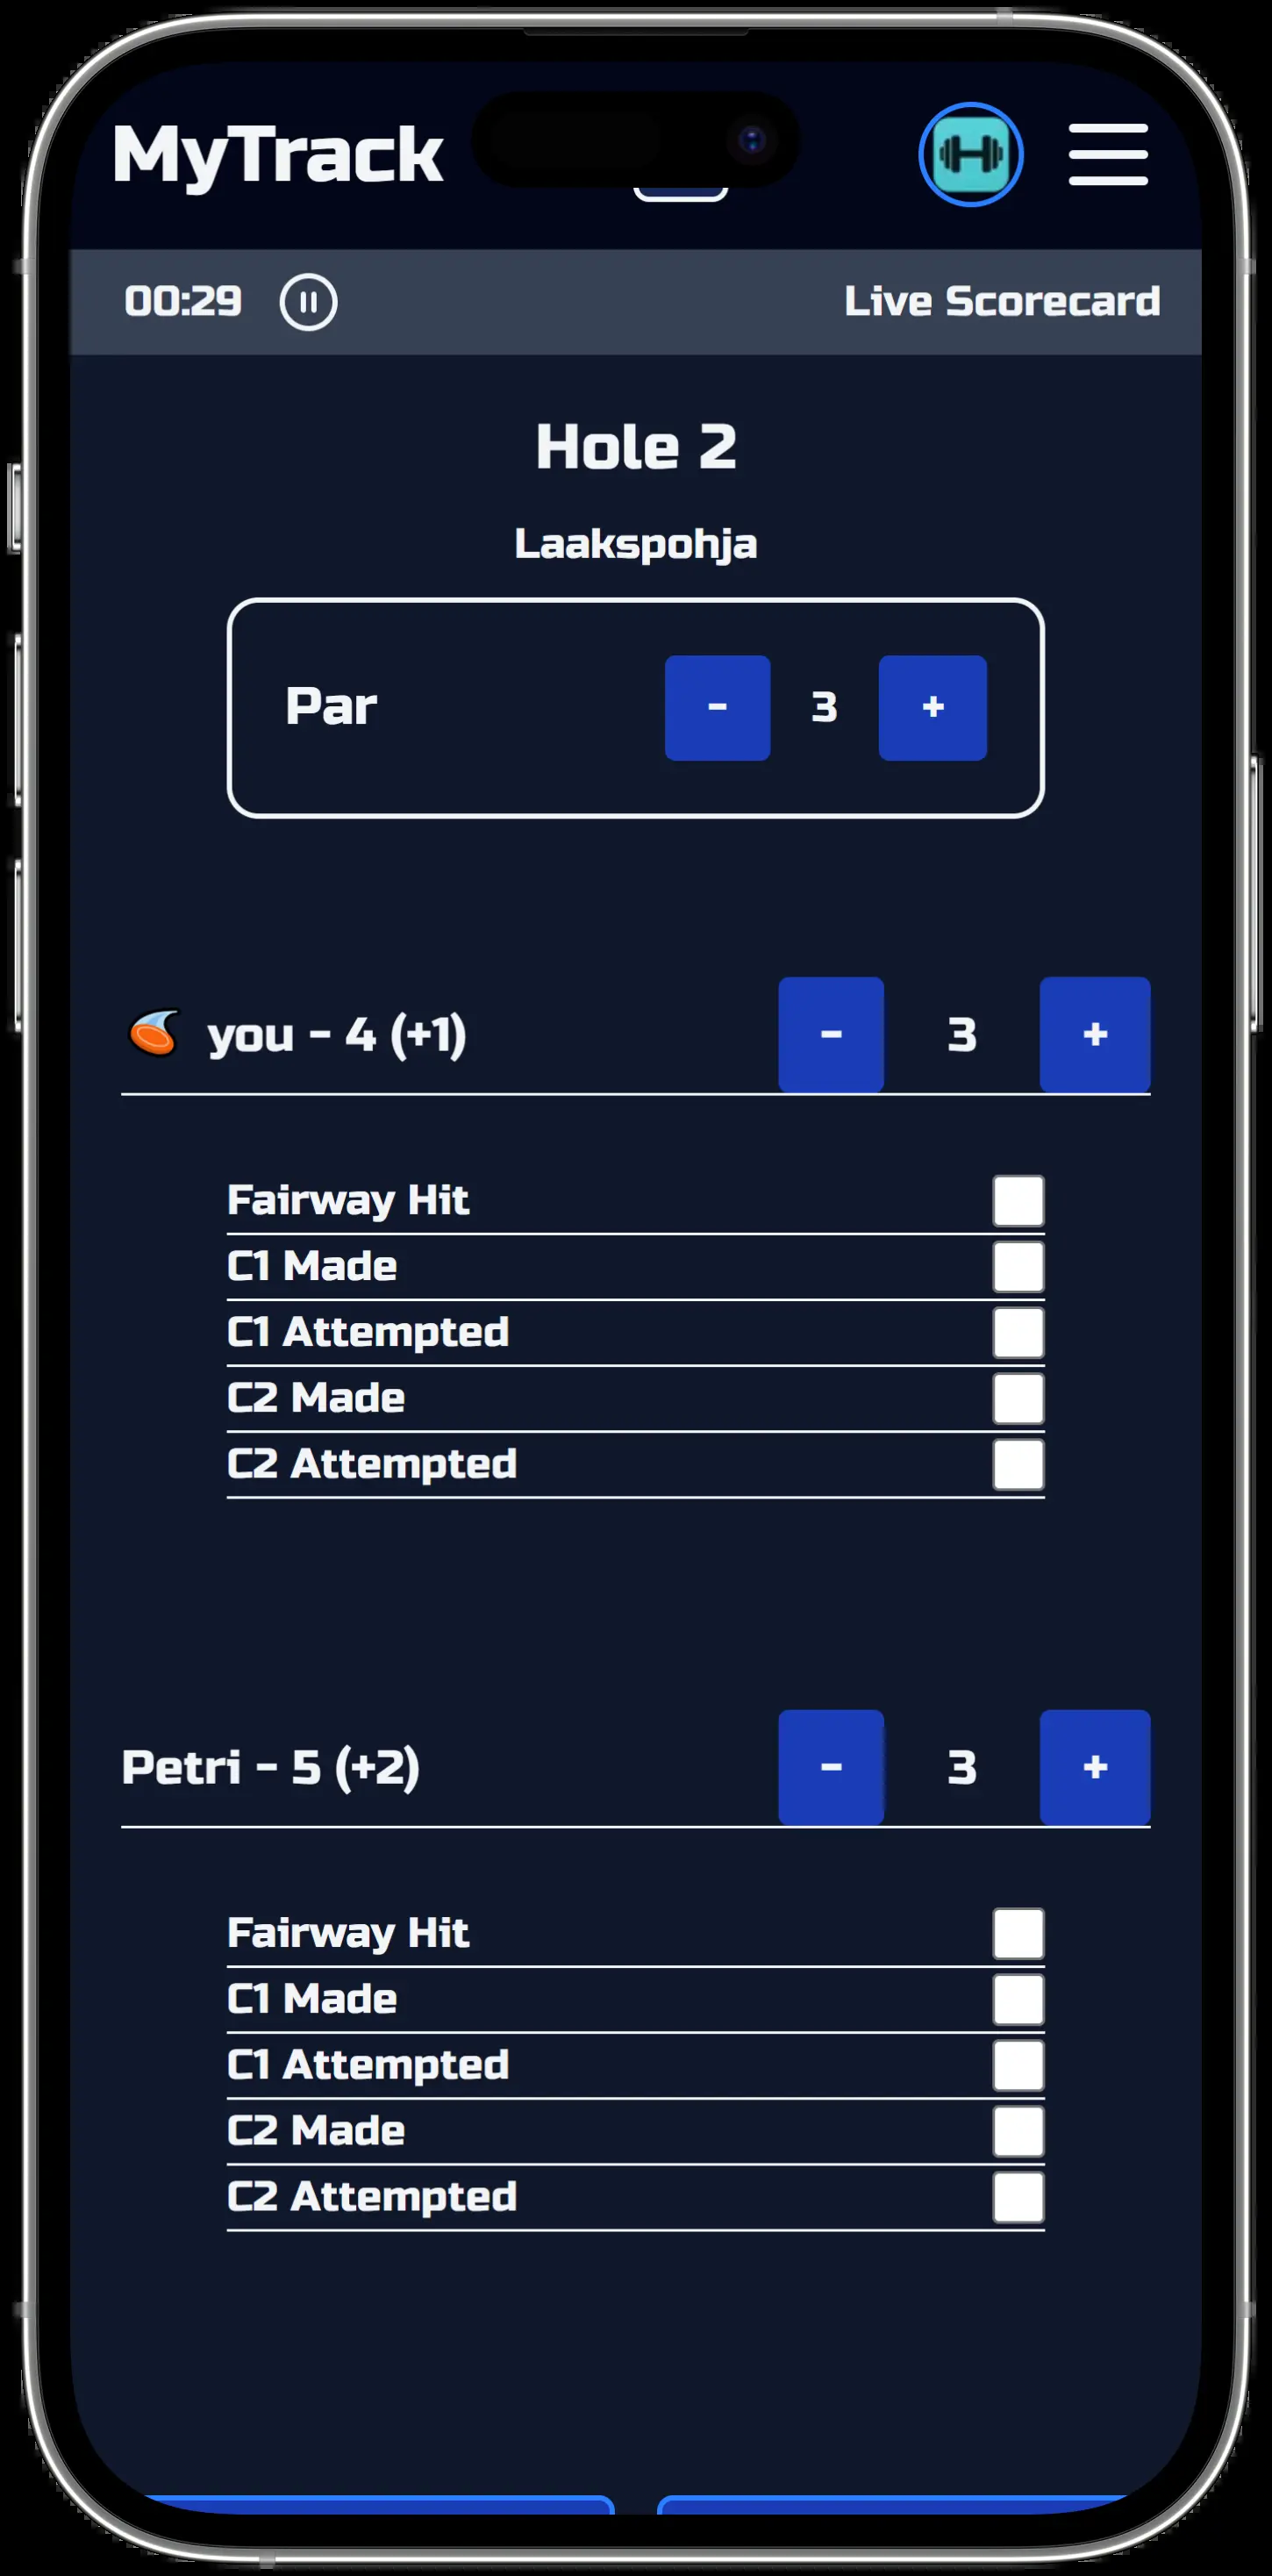 MyTrack
00:29 Live Scorecard
Hole 2
Laakspohja
Par - 3 +
you - 4 (+1) - 3 +
Fairway Hit
C1 Made
C1 Attempted
C2 Made
C2 Attempted
Petri - 5 (+2) - 3 +
Fairway Hit
C1 Made
C1 Attempted
C2 Made
C2 Attempted